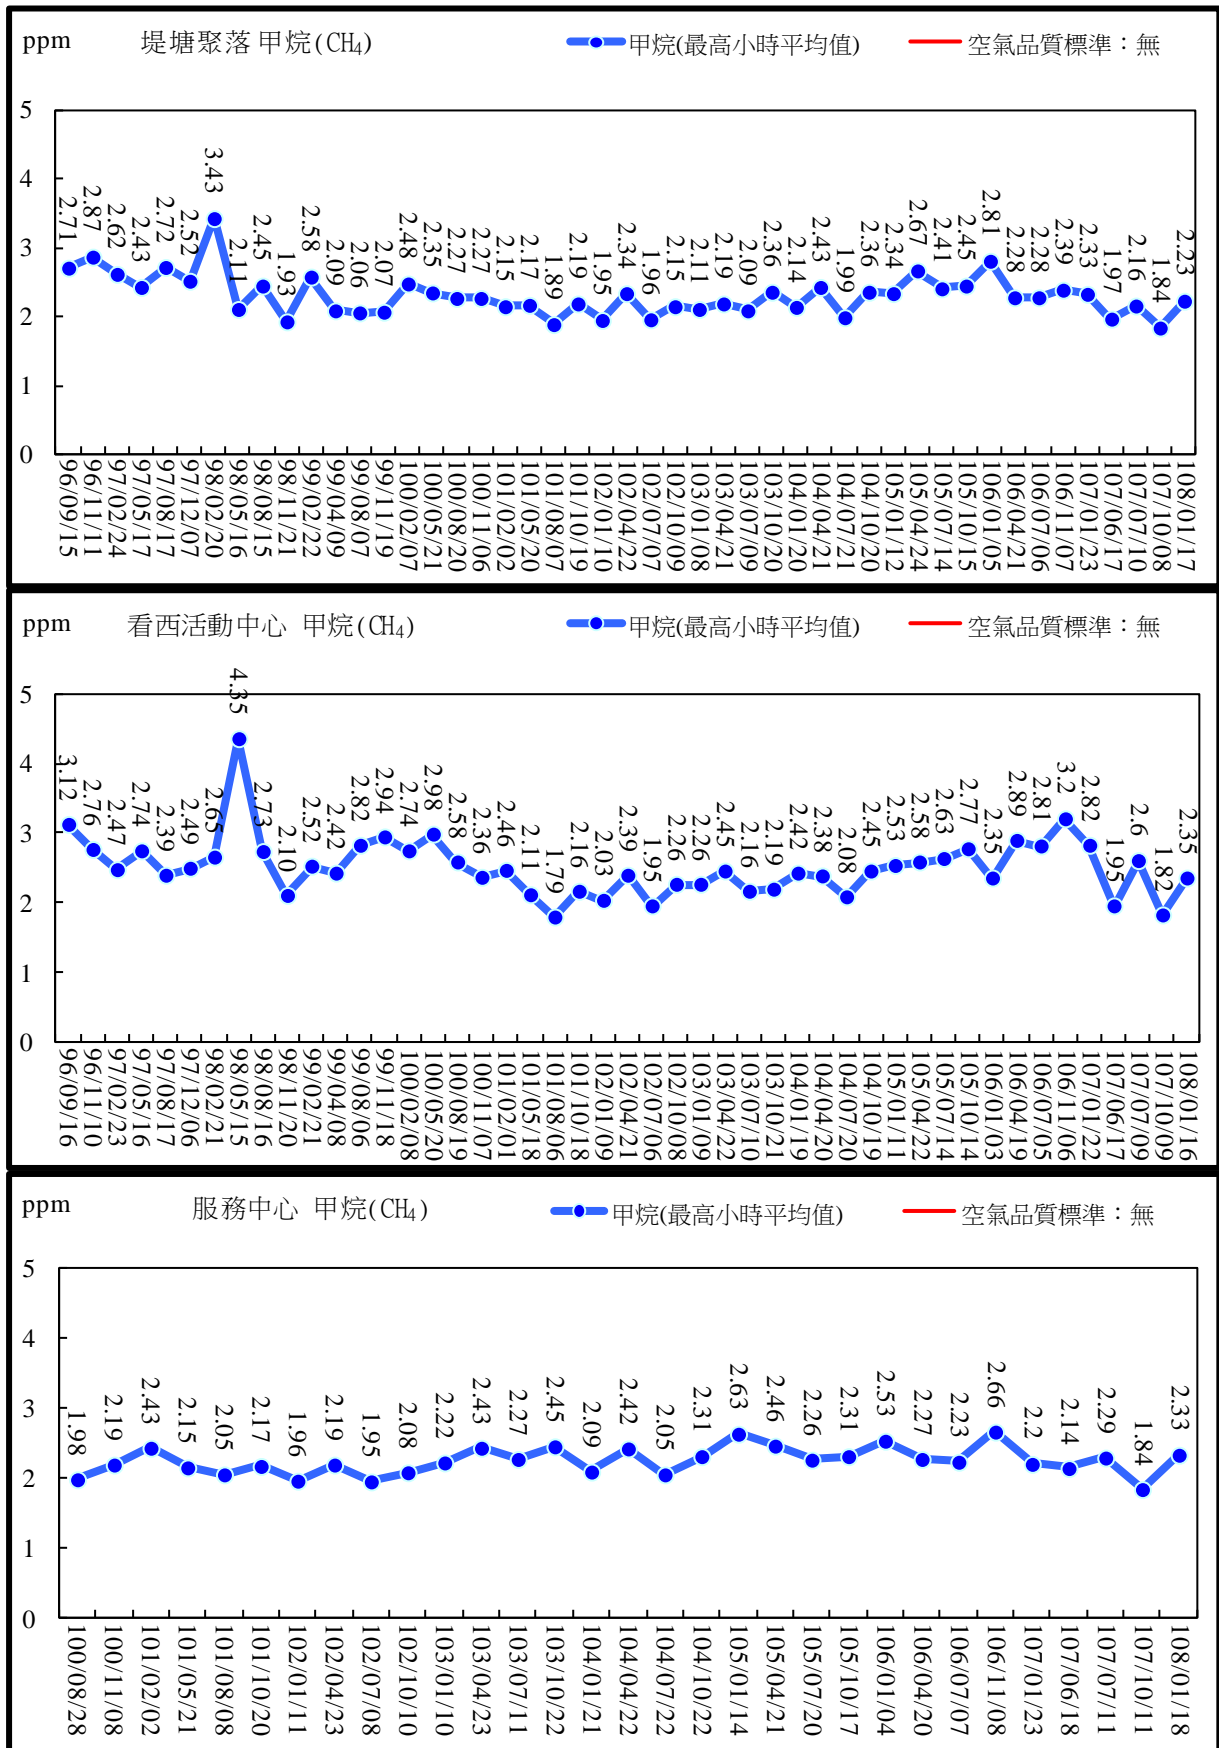 ppm 堤塘聚落 甲烷(CH₄) 甲烷(最高小時平均值) 空氣品質標準：無
5
4
3
2
1
0
2.71 2.87 2.62 2.43 2.72 2.52 3.43 2.11 2.45 1.93 2.58 2.09 2.06 2.07 2.48 2.35 2.27 2.27 2.15 2.17 1.89 2.19 1.95 2.34 1.96 2.15 2.11 2.19 2.09 2.36 2.14 2.43 1.99 2.36 2.34 2.67 2.41 2.45 2.81 2.28 2.28 2.39 2.33 1.97 2.16 1.84 2.23
96/09/15 96/11/11 97/02/24 97/05/17 97/08/17 97/12/07 98/02/20 98/05/16 98/08/15 98/11/21 99/02/22 99/04/09 99/08/07 99/11/19 100/02/07 100/05/21 100/08/20 100/11/06 101/02/02 101/05/20 101/08/07 101/10/19 102/01/10 102/04/22 102/07/07 102/10/09 103/01/08 103/04/21 103/07/09 103/10/20 104/01/20 104/04/21 104/07/21 104/10/20 105/01/12 105/04/24 105/07/14 105/10/15 106/01/05 106/04/21 106/07/06 106/11/07 107/01/23 107/06/17 107/07/10 107/10/08 108/01/17
ppm 看西活動中心 甲烷(CH₄) 甲烷(最高小時平均值) 空氣品質標準：無
5
4
3
2
1
0
3.12 2.76 2.47 2.74 2.39 2.49 2.65 4.35 2.73 2.10 2.52 2.42 2.82 2.94 2.74 2.98 2.58 2.36 2.46 2.11 1.79 2.16 2.03 2.39 1.95 2.26 2.26 2.45 2.16 2.19 2.42 2.38 2.08 2.45 2.53 2.58 2.63 2.77 2.35 2.89 2.81 3.2 2.82 1.95 2.6 1.82 2.35
96/09/16 96/11/10 97/02/23 97/05/16 97/08/17 97/12/06 98/02/21 98/05/15 98/08/16 98/11/20 99/02/21 99/04/08 99/08/06 99/11/18 100/02/08 100/05/20 100/08/19 100/11/07 101/02/01 101/05/18 101/08/06 101/10/18 102/01/09 102/04/21 102/07/06 102/10/08 103/01/09 103/04/22 103/07/10 103/10/21 104/01/19 104/04/20 104/07/20 104/10/19 105/01/11 105/04/22 105/07/14 105/10/14 106/01/03 106/04/19 106/07/05 106/11/06 107/01/22 107/06/17 107/07/09 107/10/09 108/01/16
ppm 服務中心 甲烷(CH₄) 甲烷(最高小時平均值) 空氣品質標準：無
5
4
3
2
1
0
1.98 2.19 2.43 2.15 2.05 2.17 1.96 2.19 1.95 2.08 2.22 2.43 2.27 2.45 2.09 2.42 2.05 2.31 2.63 2.46 2.26 2.31 2.53 2.27 2.23 2.66 2.2 2.14 2.29 1.84 2.33
100/08/28 100/11/08 101/02/02 101/05/21 101/08/08 101/10/20 102/01/11 102/04/23 102/07/08 102/10/10 103/01/10 103/04/23 103/07/11 103/10/22 104/01/21 104/04/22 104/07/22 104/10/22 105/01/14 105/04/21 105/07/20 105/10/17 106/01/04 106/04/20 106/07/07 106/11/08 107/01/23 107/06/18 107/07/11 107/10/11 108/01/18